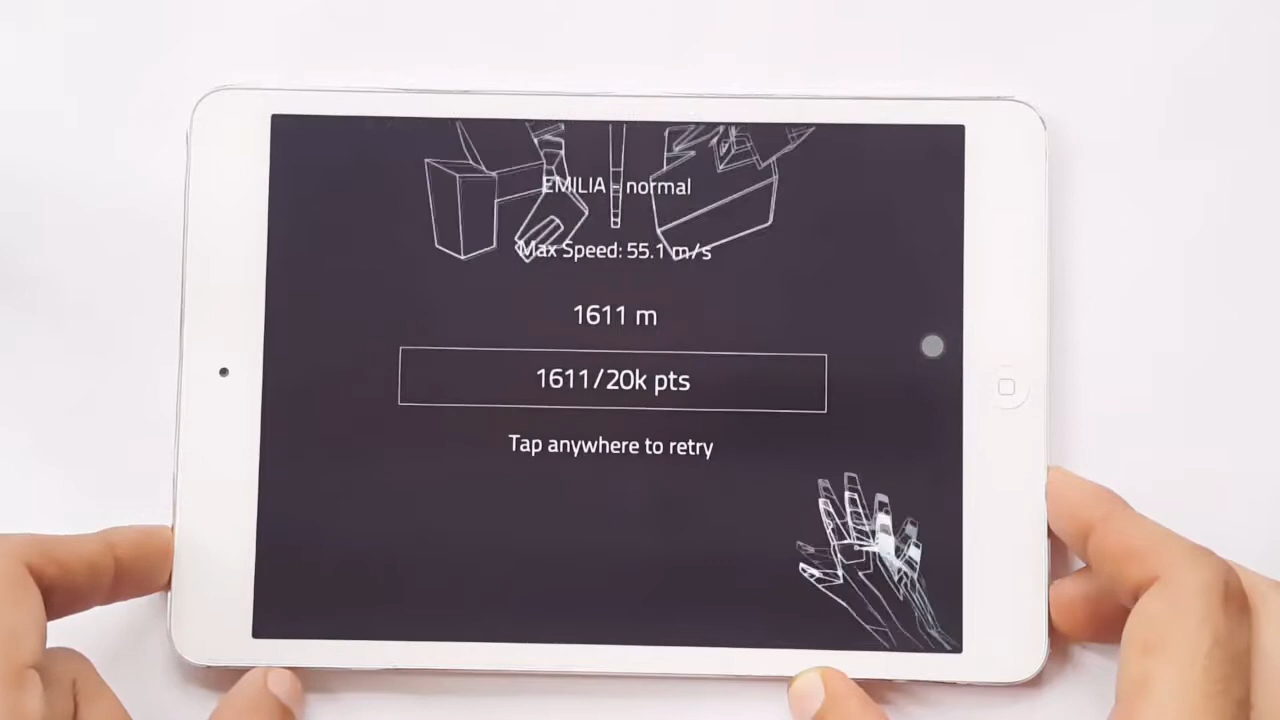 EMILIA - normal
Max Speed: 55.1 m/s
1611 m
1611/20k pts
Tap anywhere to retry